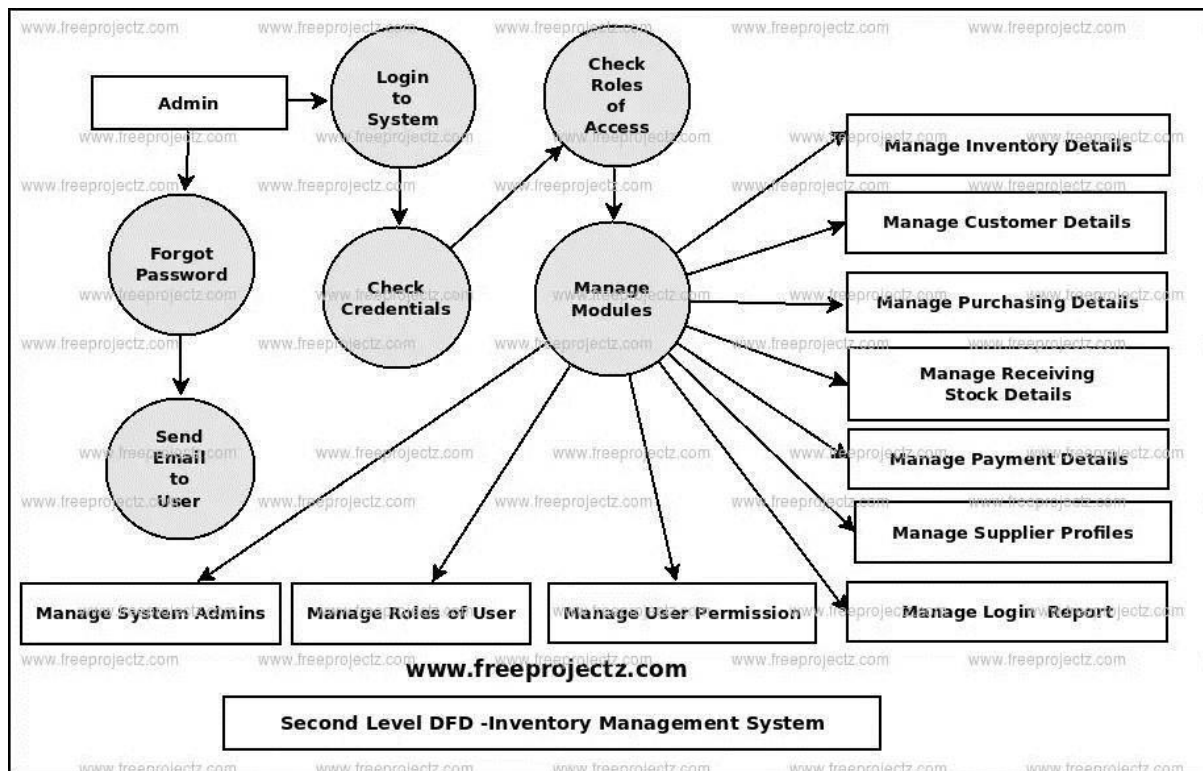 Admin
Login
to
System
Check
Roles
of
Access
Manage Inventory Details
Manage Customer Details
Forgot
Password
Check
Credentials
Manage
Modules
Manage Purchasing Details
Manage Receiving
Stock Details
Send
Email
to
User
Manage Payment Details
Manage Supplier Profiles
Manage System Admins
Manage Roles of User
Manage User Permission
Manage Login Report
www.freeprojectz.com
Second Level DFD -Inventory Management System